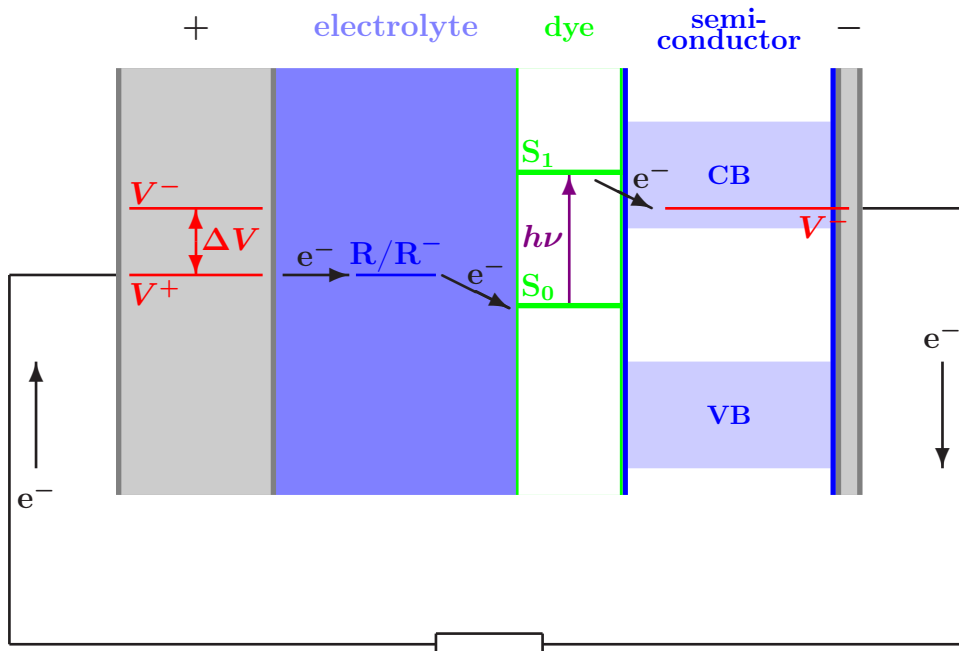 +
electrolyte
dye
semi-
conductor
−
S₁
V⁻
e⁻
CB
V⁻
ΔV
hν
e⁻
R/R⁻
e⁻
V⁺
S₀
e⁻
VB
e⁻